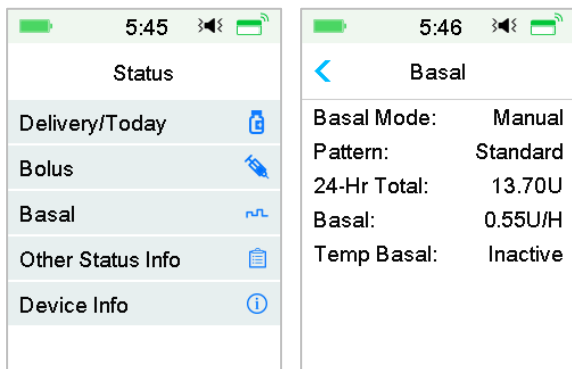 5:45
Status
Delivery/Today
Bolus
Basal
Other Status Info
Device Info
5:46
Basal
Basal Mode: Manual
Pattern: Standard
24-Hr Total: 13.70U
Basal: 0.55U/H
Temp Basal: Inactive